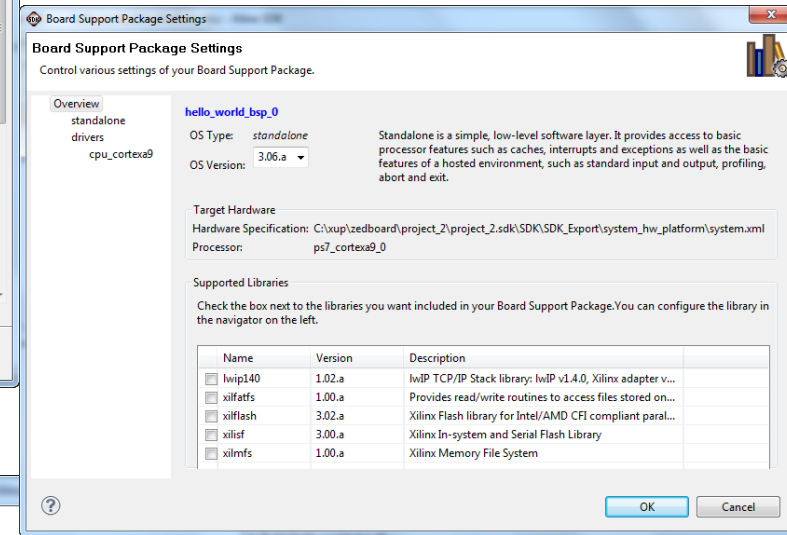 Board Support Package Settings
Board Support Package Settings
Control various settings of your Board Support Package.
Overview
standalone
drivers
cpu_cortexa9
hello_world_bsp_0
OS Type: standalone
OS Version: 3.06.a
Standalone is a simple, low-level software layer. It provides access to basic
processor features such as caches, interrupts and exceptions as well as the basic
features of a hosted environment, such as standard input and output, profiling,
abort and exit.
Target Hardware
Hardware Specification: C:\xup\zedboard\project_2\project_2.sdk\SDK\SDK_Export\system_hw_platform\system.xml
Processor: ps7_cortexa9_0
Supported Libraries
Check the box next to the libraries you want included in your Board Support Package.You can configure the library in
the navigator on the left.
Name Version Description
lwip140 1.02.a lwIP TCP/IP Stack library: lwIP v1.4.0, Xilinx adapter v...
xilfatfs 1.00.a Provides read/write routines to access files stored on...
xilflash 3.02.a Xilinx Flash library for Intel/AMD CFI compliant paral...
xilisf 3.00.a Xilinx In-system and Serial Flash Library
xilmfs 1.00.a Xilinx Memory File System
?
OK Cancel